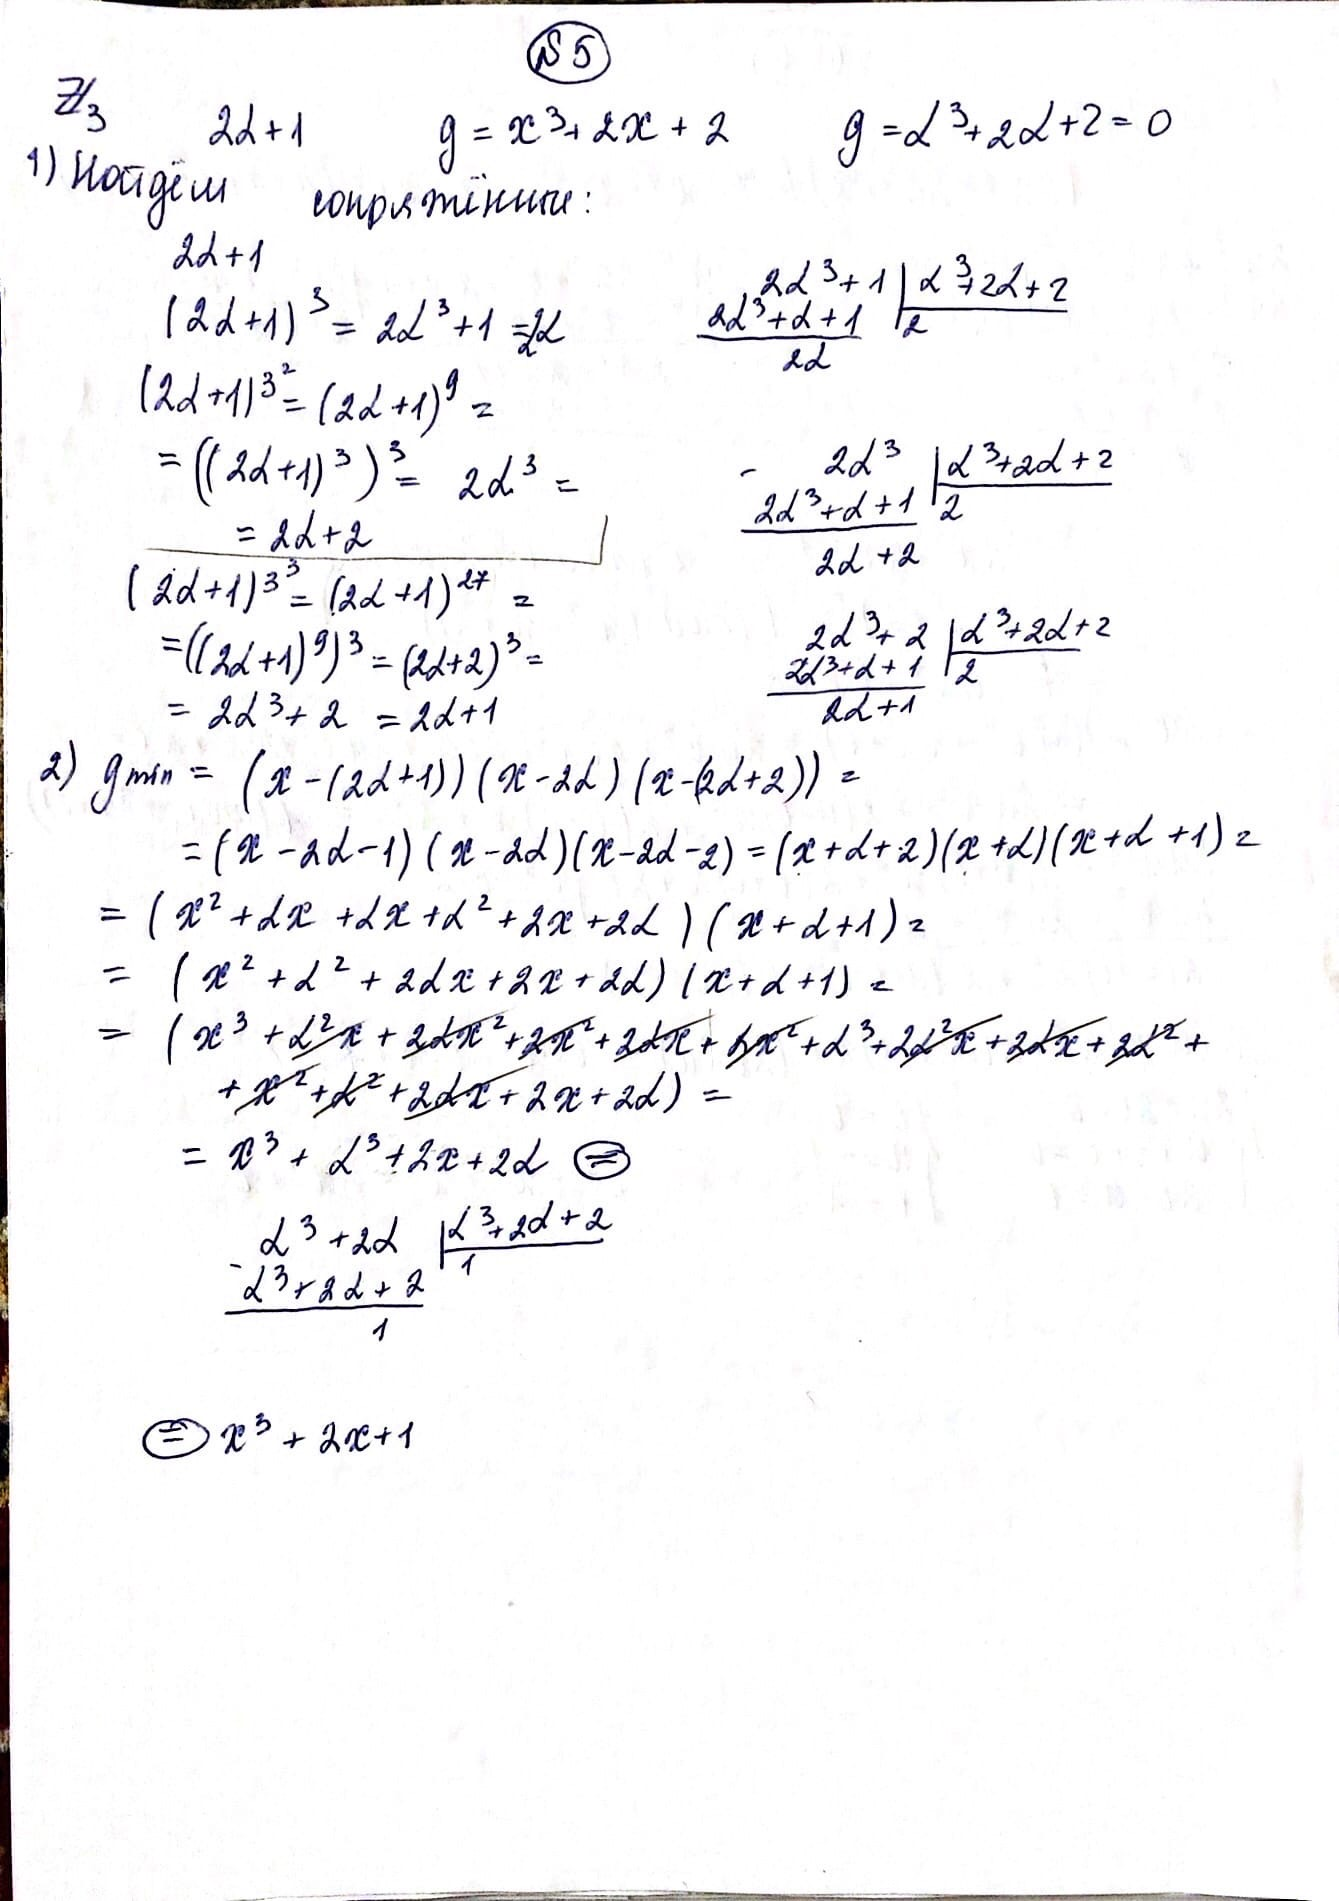 №5
ℤ₃ 2α+1 g = x³ + 2x + 2 g = α³ + 2α + 2 = 0
1) Найдём сопряжённые:
2α+1
(2α+1)³ = 2α³+1 = 2α
(2α+1)^3² = (2α+1)⁹ =
= ((2α+1)³)³ = 2α³ =
= 2α+2
(2α+1)^3³ = (2α+1)²⁷ =
= ((2α+1)⁹)³ = (2α+2)³ =
= 2α³+2 = 2α+1
2α³+1 | α³+2α+2
2α³+α+1 | 2
2α
- 2α³ | α³+2α+2
2α³+α+1 | 2
2α+2
2α³+2 | α³+2α+2
2α³+α+1 | 2
2α+1
2) gmin = (x-(2α+1))(x-2α)(x-(2α+2)) =
= (x-2α-1)(x-2α)(x-2α-2) = (x+α+2)(x+α)(x+α+1) =
= (x²+αx+αx+α²+2x+2α)(x+α+1) =
= (x²+α²+2αx+2x+2α)(x+α+1) =
= (x³+α²x+2αx²+2x²+2αx+αx²+α³+2α²x+2αx+2α²+
+x²+α²+2αx+2x+2α) =
= x³+α³+2x+2α =
- α³+2α | α³+2α+2
α³+2α+2 | 1
1
= x³+2x+1